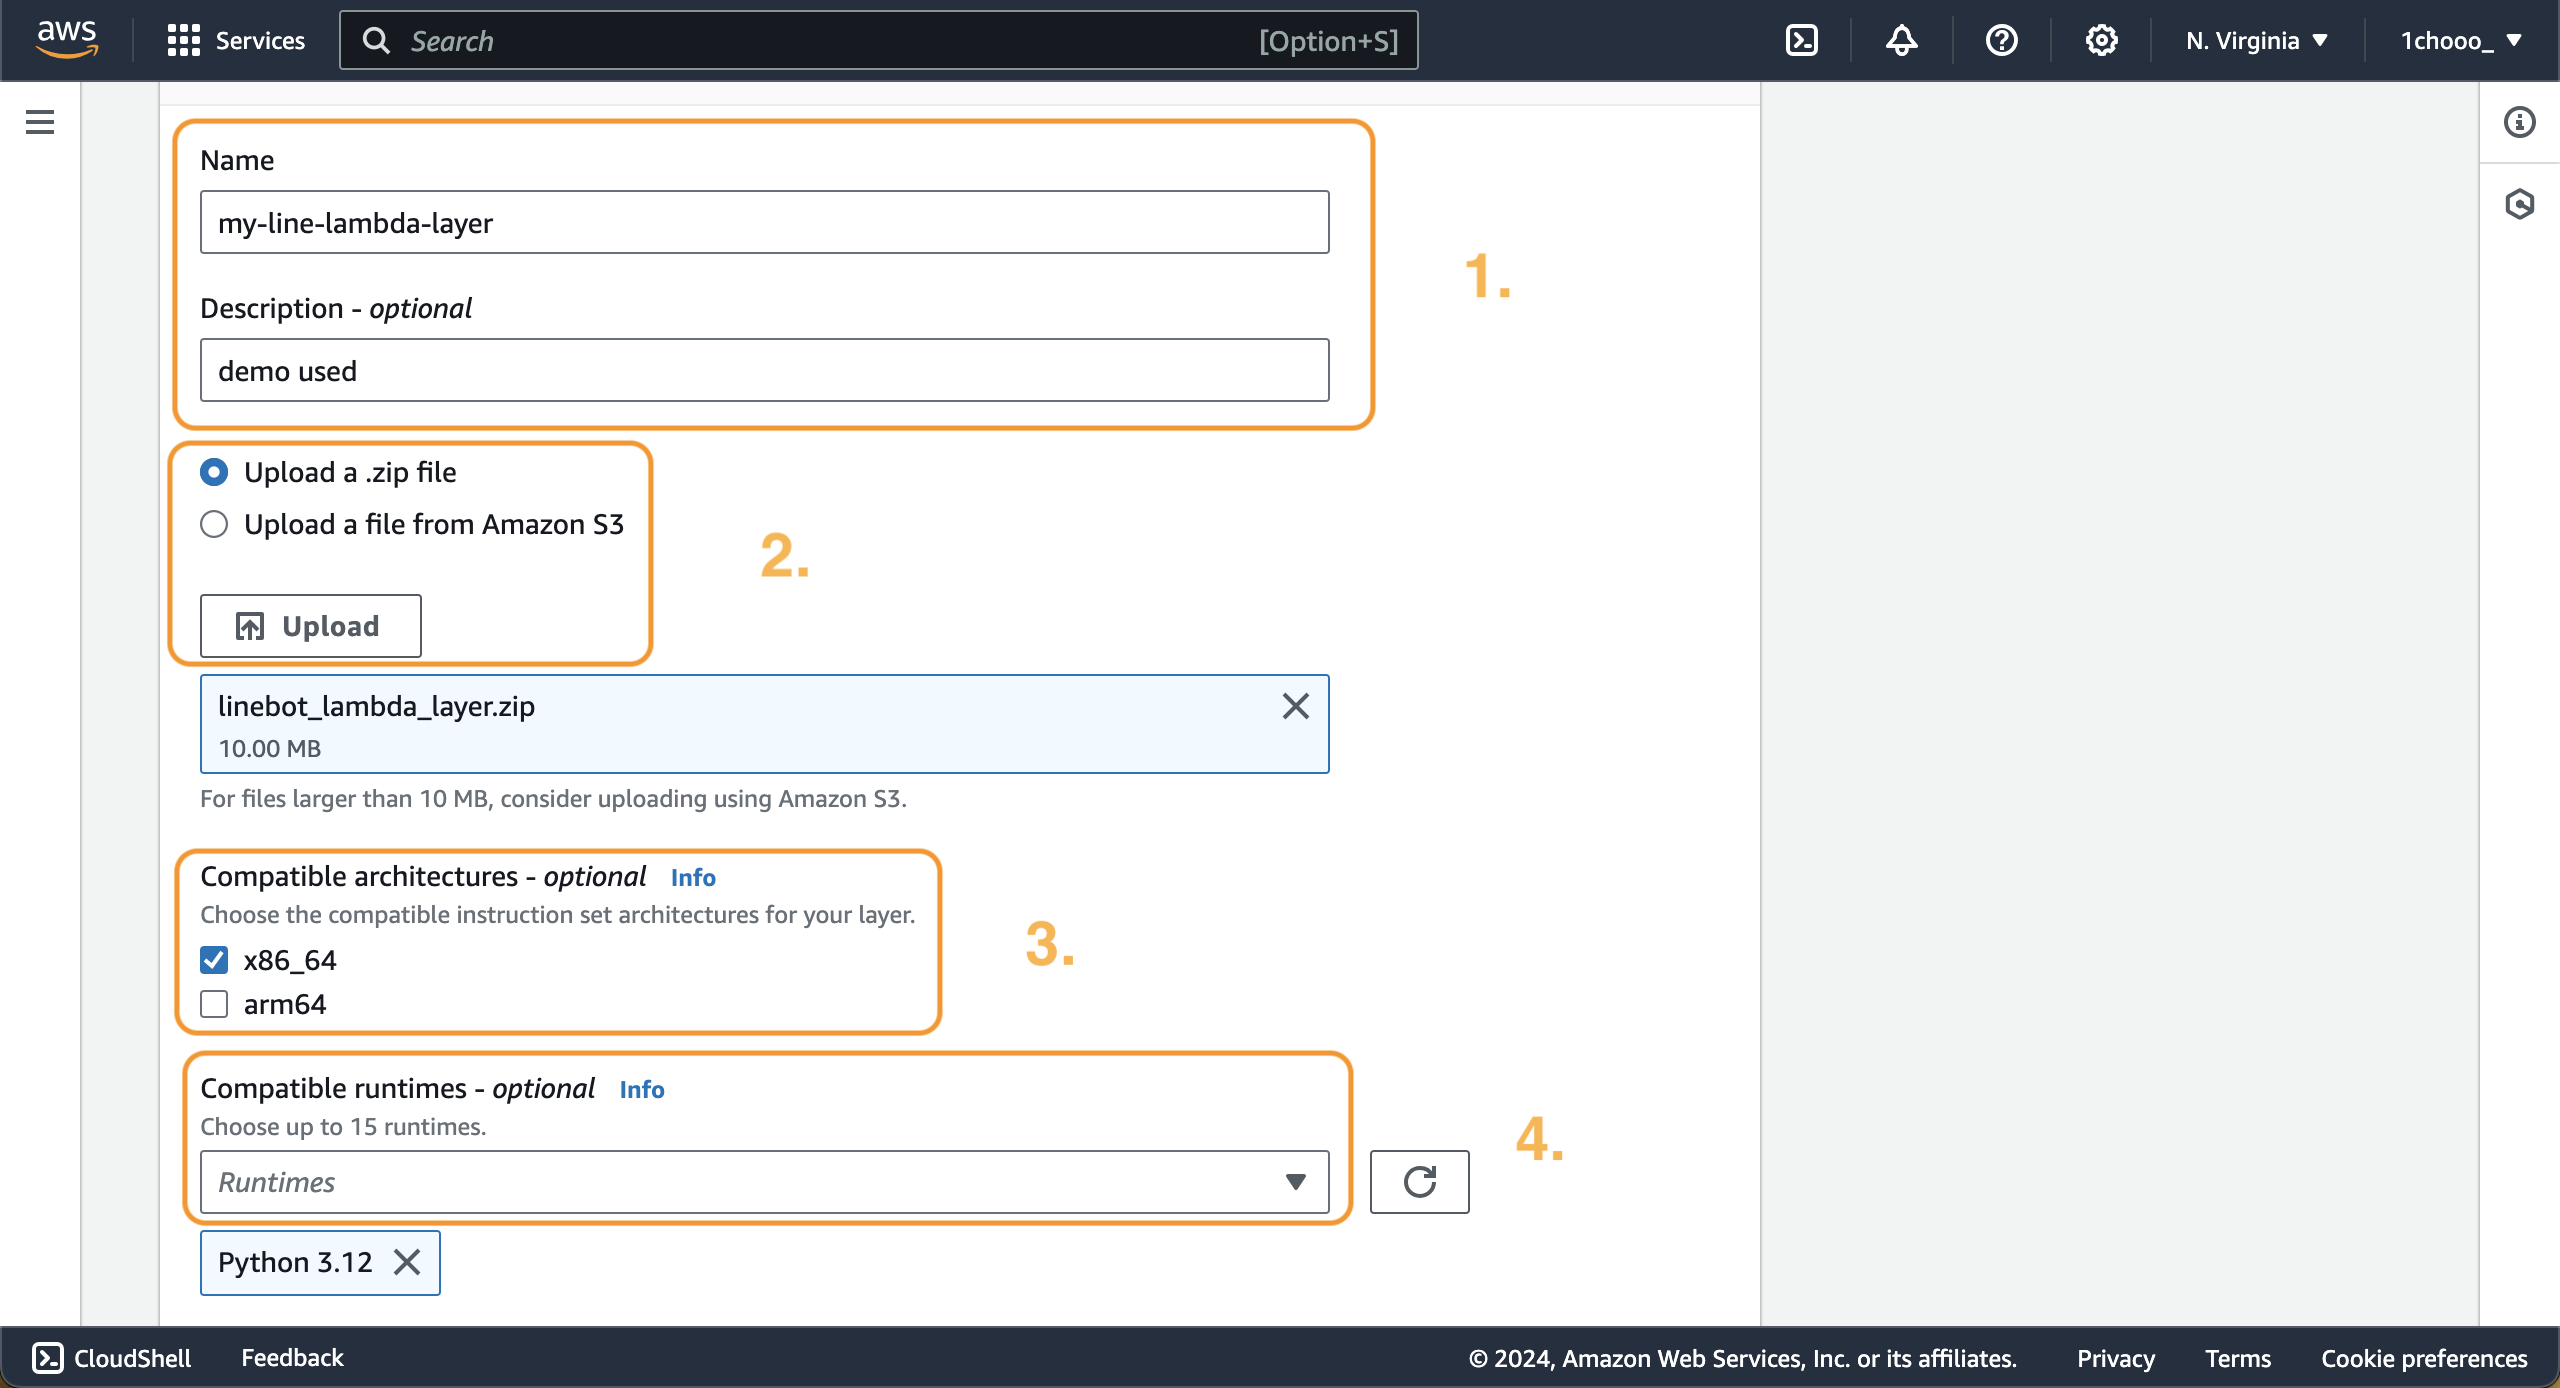 aws Services Search [Option+S] N. Virginia 1chooo_
Name
my-line-lambda-layer
1.
Description - optional
demo used
Upload a .zip file
Upload a file from Amazon S3
2.
Upload
linebot_lambda_layer.zip
10.00 MB
For files larger than 10 MB, consider uploading using Amazon S3.
Compatible architectures - optional Info
Choose the compatible instruction set architectures for your layer.
3.
x86_64
arm64
Compatible runtimes - optional Info
Choose up to 15 runtimes.
4.
Runtimes
Python 3.12
CloudShell Feedback © 2024, Amazon Web Services, Inc. or its affiliates. Privacy Terms Cookie preferences